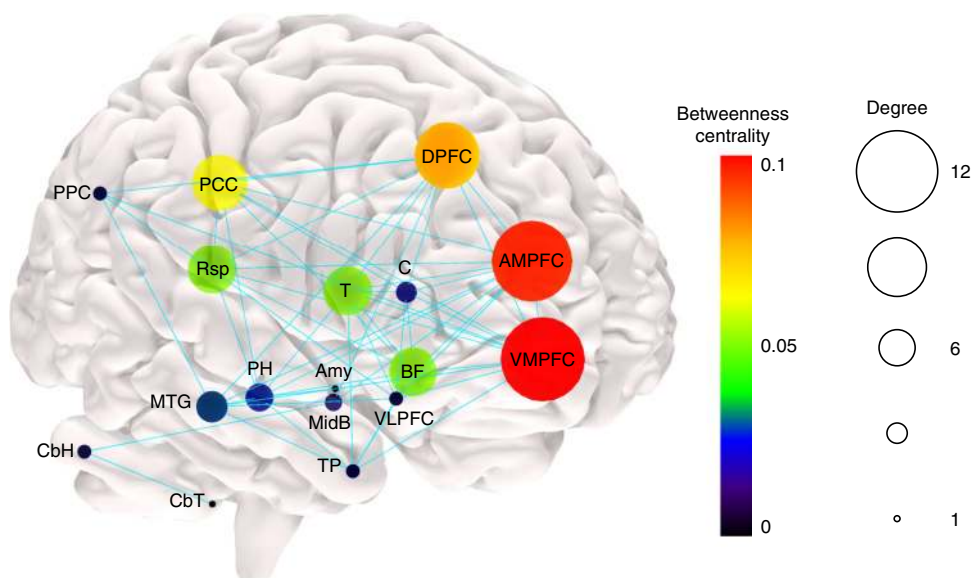 DPFC
PCC
PPC
AMPFC
Rsp
C
T
VMPFC
PH
Amy
BF
MTG
MidB
VLPFC
CbH
TP
CbT
Betweenness
centrality
0.1
0.05
0
Degree
12
6
1